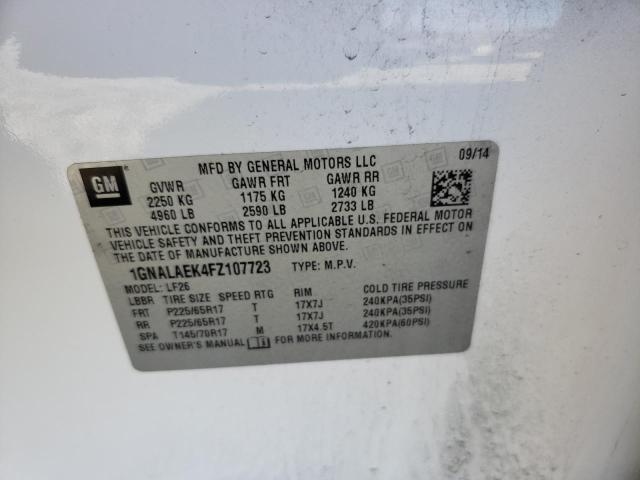 MFD BY GENERAL MOTORS LLC 09/14
GM GVWR GAWR FRT GAWR RR
2250 KG 1175 KG 1240 KG
4960 LB 2590 LB 2733 LB
THIS VEHICLE CONFORMS TO ALL APPLICABLE U.S. FEDERAL MOTOR
VEHICLE SAFETY AND THEFT PREVENTION STANDARDS IN EFFECT ON
THE DATE OF MANUFACTURE SHOWN ABOVE.
1GNALAEK4FZ107723 TYPE: M.P.V.
MODEL: LF26
LBBR TIRE SIZE SPEED RTG RIM COLD TIRE PRESSURE
FRT P225/65R17 T 17X7J 240KPA(35PSI)
RR P225/65R17 T 17X7J 240KPA(35PSI)
SPA T145/70R17 M 17X4.5T 420KPA(60PSI)
SEE OWNER'S MANUAL FOR MORE INFORMATION.